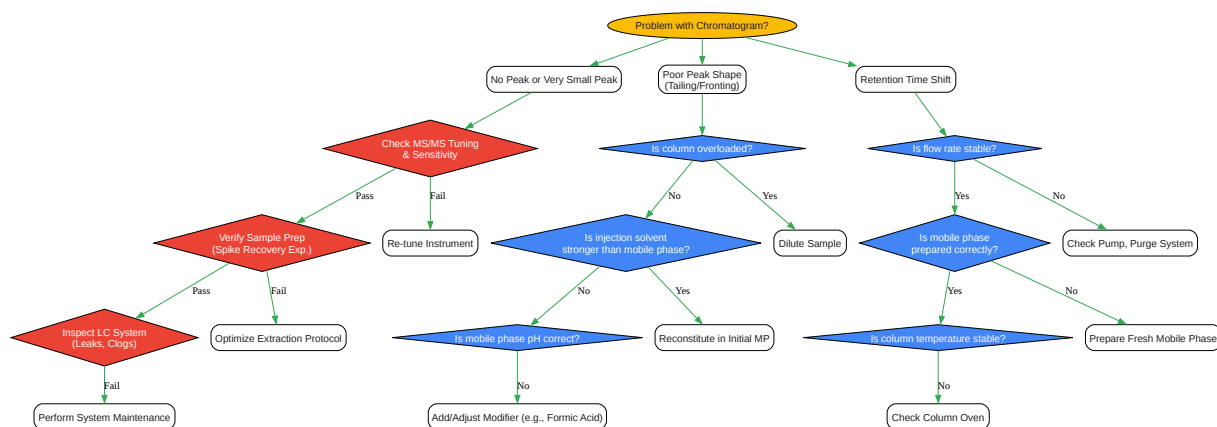 Problem with Chromatogram?
No Peak or Very Small Peak
Poor Peak Shape
(Tailing/Fronting)
Retention Time Shift
Check MS/MS Tuning
& Sensitivity
Is column overloaded?
Is flow rate stable?
Pass
Fail
No
Yes
Yes
No
Verify Sample Prep
(Spike Recovery Exp.)
Re-tune Instrument
Is injection solvent
stronger than mobile phase?
Dilute Sample
Is mobile phase
prepared correctly?
Check Pump, Purge System
Pass
Fail
No
Yes
Yes
No
Inspect LC System
(Leaks, Clogs)
Optimize Extraction Protocol
Is mobile phase pH correct?
Reconstitute in Initial MP
Is column temperature stable?
Prepare Fresh Mobile Phase
Fail
No
No
Perform System Maintenance
Add/Adjust Modifier (e.g., Formic Acid)
Check Column Oven